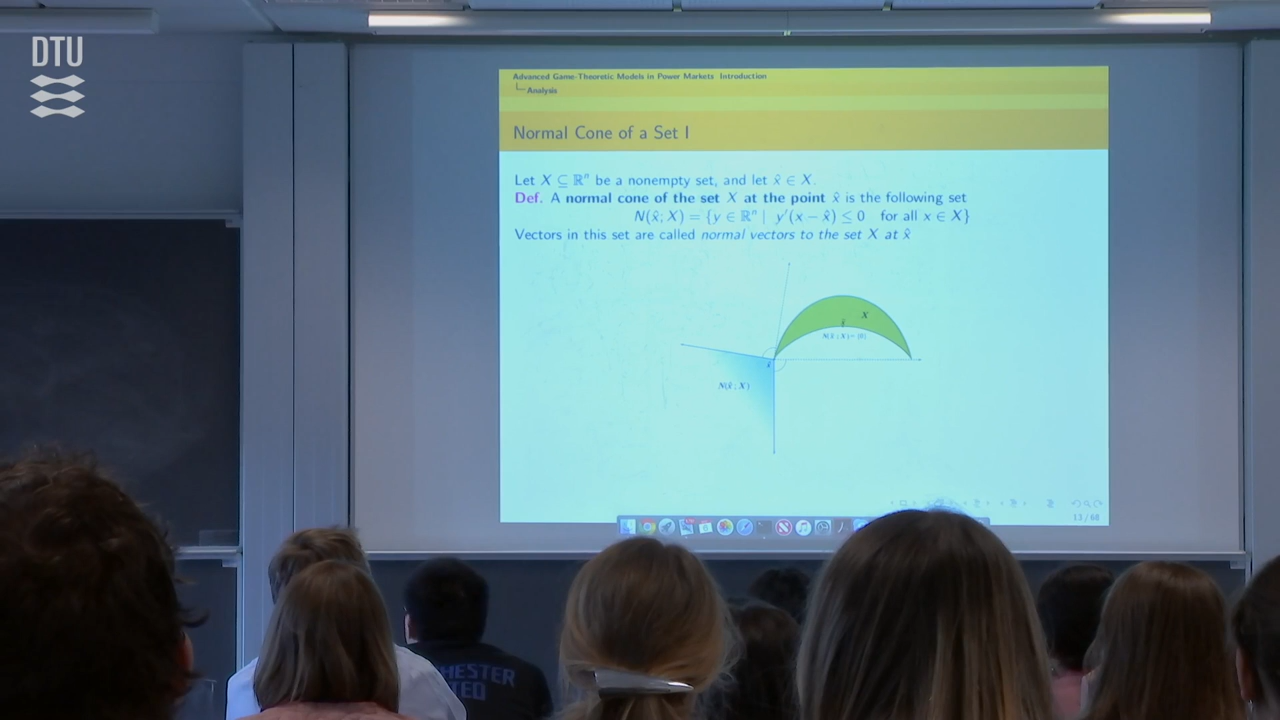 DTU
Advanced Game-Theoretic Models in Power Markets Introduction
Analysis
Normal Cone of a Set I
Let X ⊆ ℝⁿ be a nonempty set, and let x̂ ∈ X.
Def. A normal cone of the set X at the point x̂ is the following set
N(x̂; X) = {y ∈ ℝⁿ | y′(x − x̂) ≤ 0 for all x ∈ X}
Vectors in this set are called normal vectors to the set X at x̂
X
N(x̂ ; X)
13 / 68